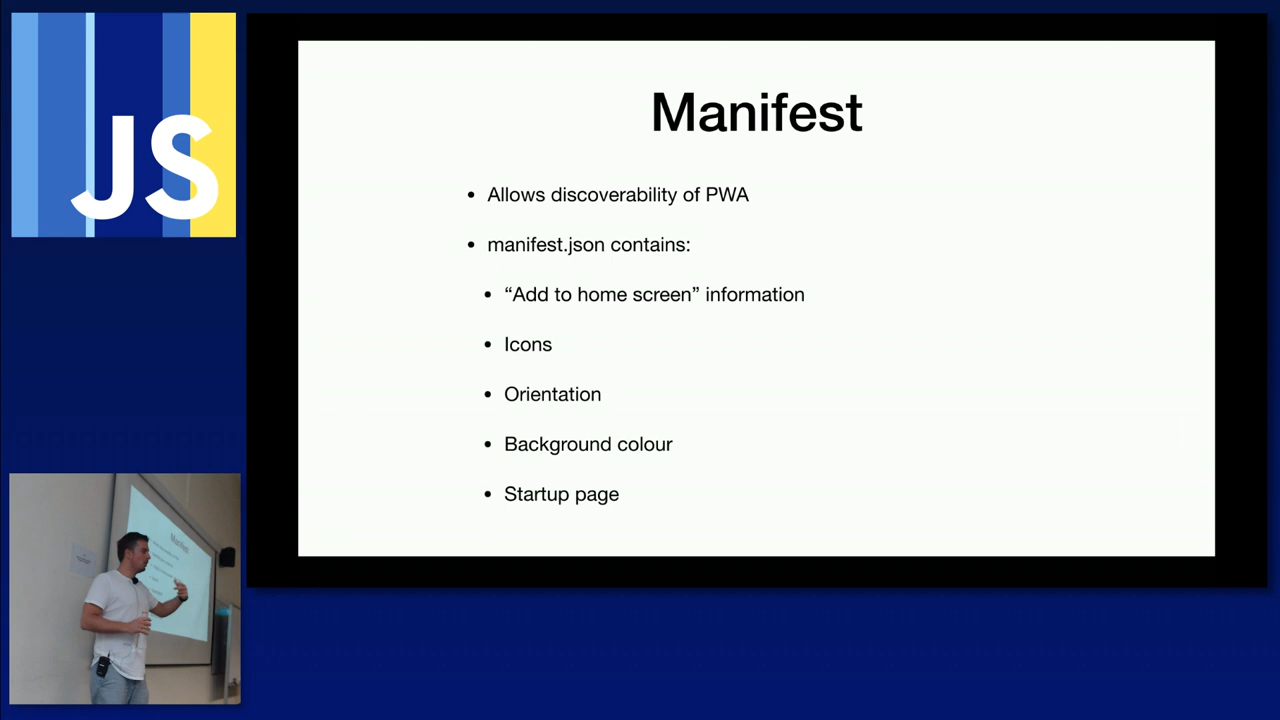 JS
Manifest
• Allows discoverability of PWA
• manifest.json contains:
• “Add to home screen” information
• Icons
• Orientation
• Background colour
• Startup page
Manifest